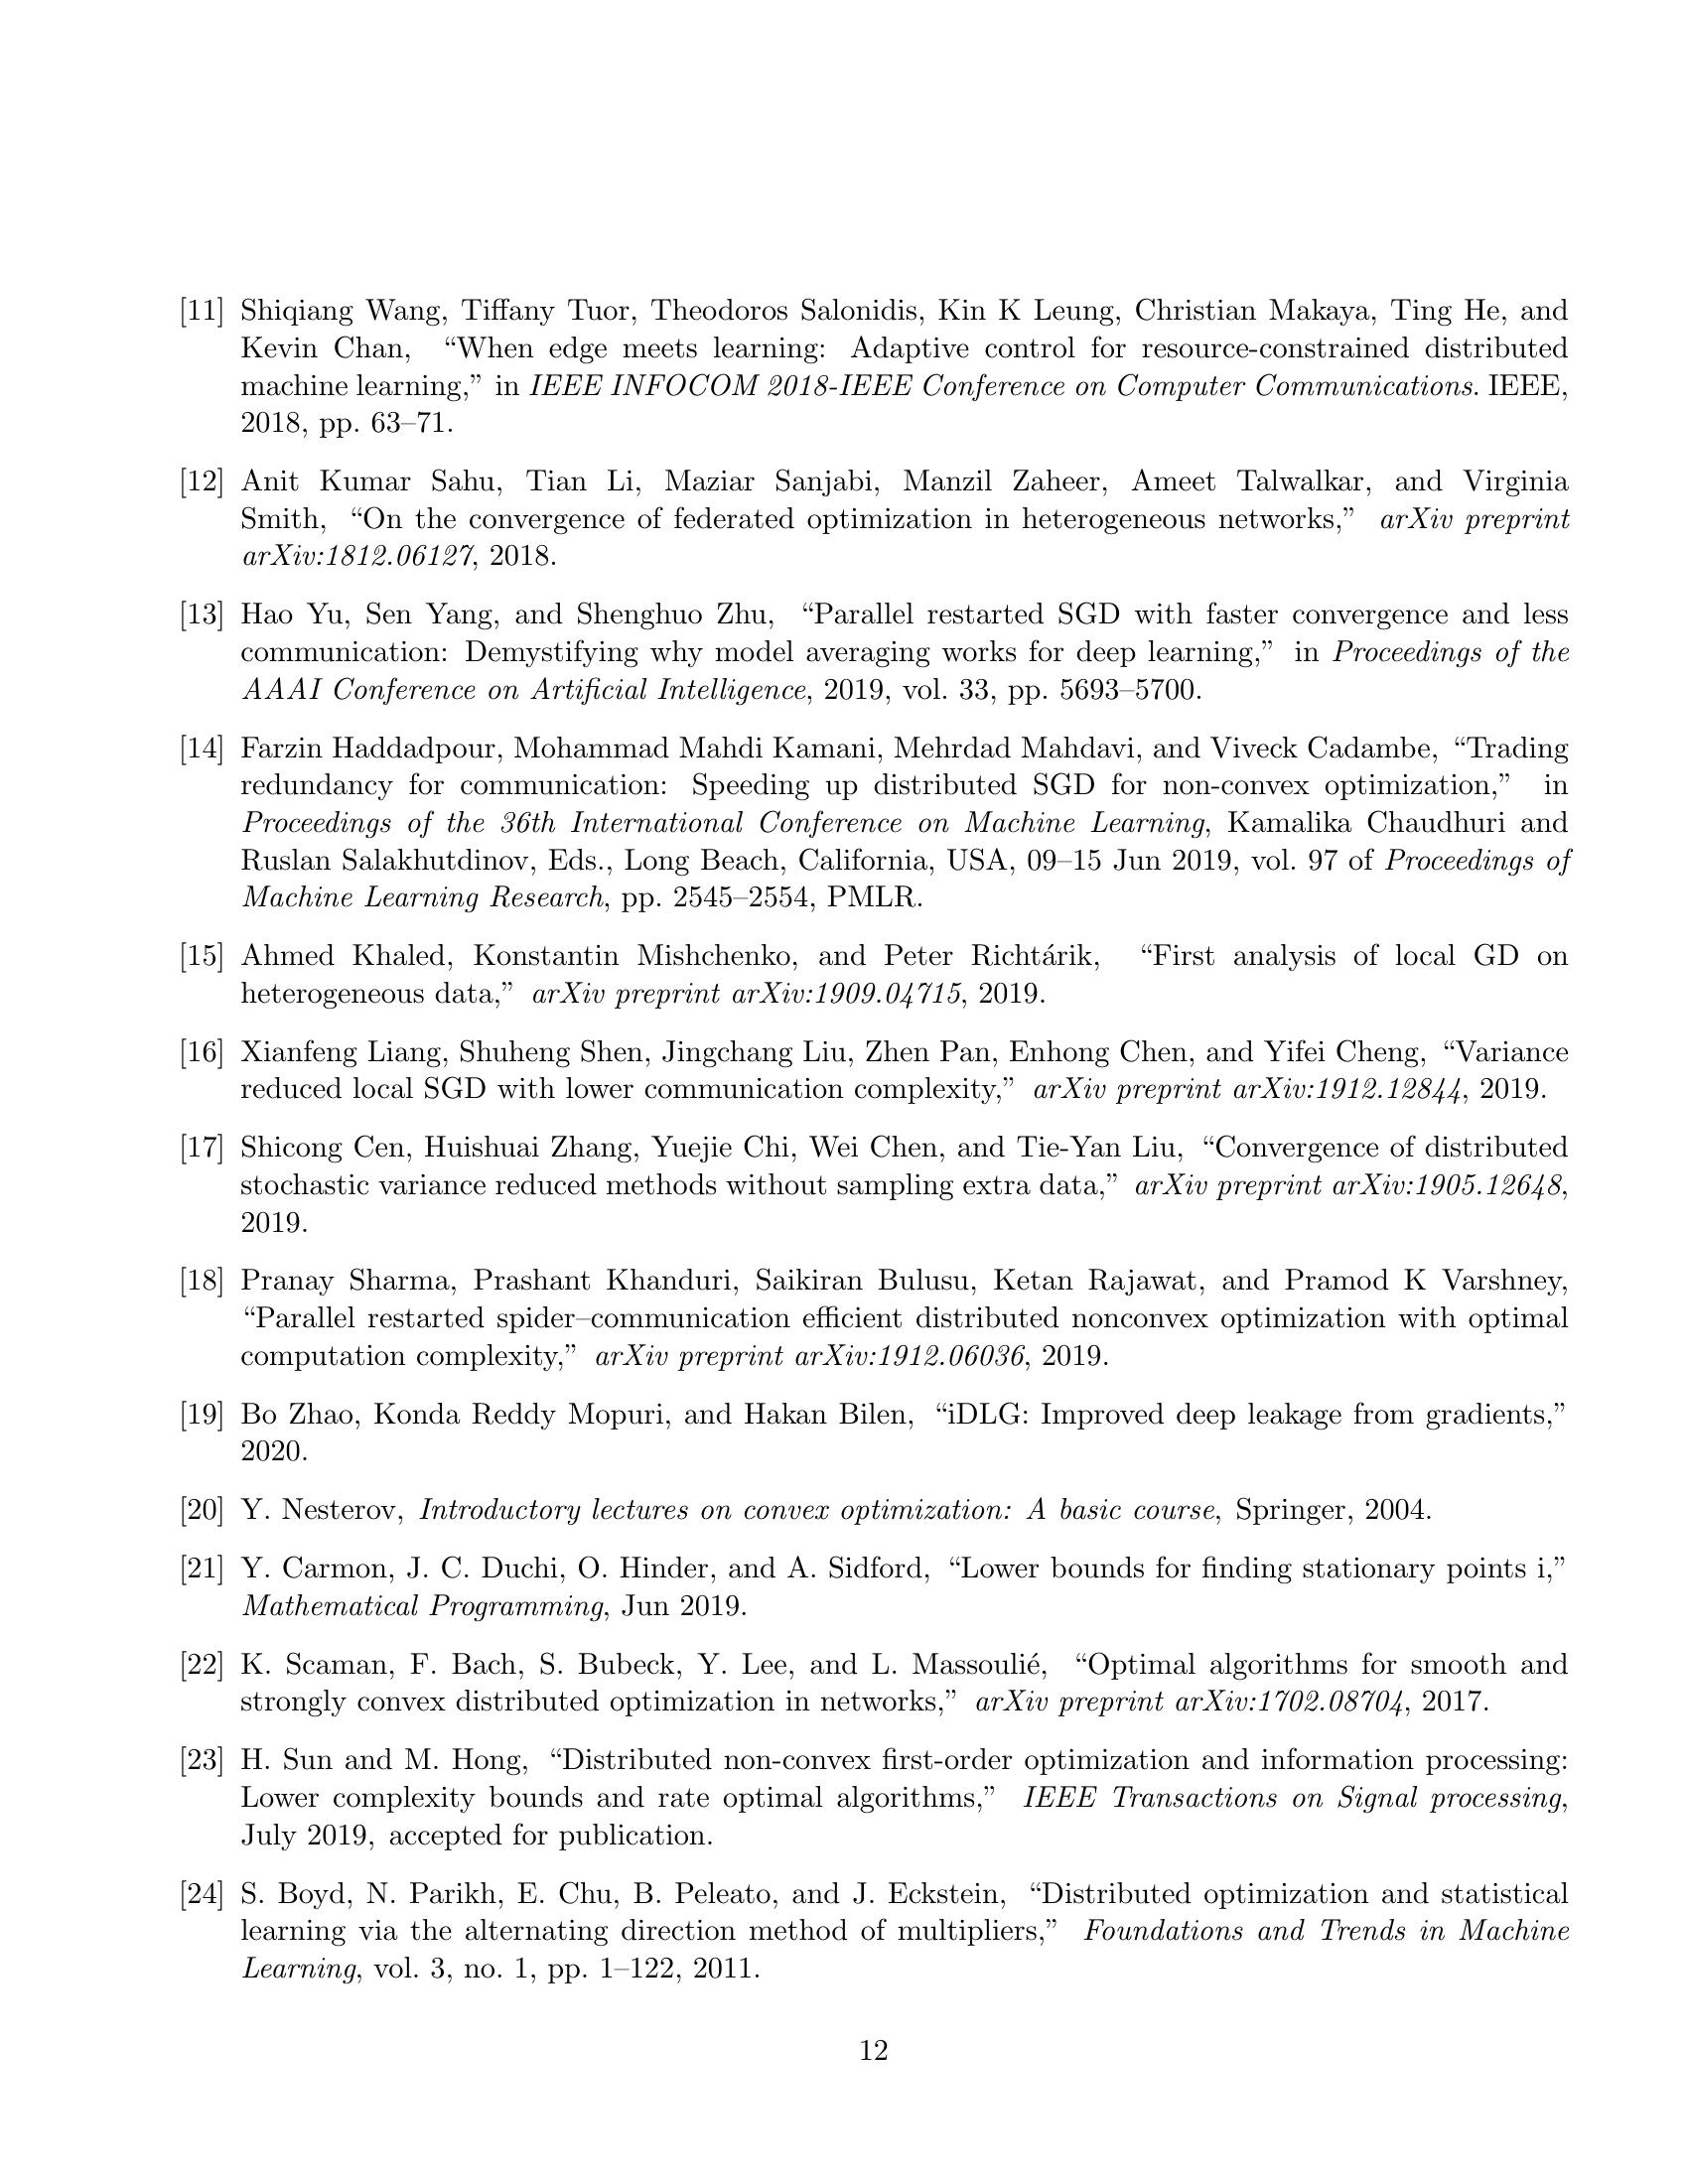 [11] Shiqiang Wang, Tiffany Tuor, Theodoros Salonidis, Kin K Leung, Christian Makaya, Ting He, and
Kevin Chan, “When edge meets learning: Adaptive control for resource-constrained distributed
machine learning,” in IEEE INFOCOM 2018-IEEE Conference on Computer Communications. IEEE,
2018, pp. 63–71.
[12] Anit Kumar Sahu, Tian Li, Maziar Sanjabi, Manzil Zaheer, Ameet Talwalkar, and Virginia
Smith, “On the convergence of federated optimization in heterogeneous networks,” arXiv preprint
arXiv:1812.06127, 2018.
[13] Hao Yu, Sen Yang, and Shenghuo Zhu, “Parallel restarted SGD with faster convergence and less
communication: Demystifying why model averaging works for deep learning,” in Proceedings of the
AAAI Conference on Artificial Intelligence, 2019, vol. 33, pp. 5693–5700.
[14] Farzin Haddadpour, Mohammad Mahdi Kamani, Mehrdad Mahdavi, and Viveck Cadambe, “Trading
redundancy for communication: Speeding up distributed SGD for non-convex optimization,” in
Proceedings of the 36th International Conference on Machine Learning, Kamalika Chaudhuri and
Ruslan Salakhutdinov, Eds., Long Beach, California, USA, 09–15 Jun 2019, vol. 97 of Proceedings of
Machine Learning Research, pp. 2545–2554, PMLR.
[15] Ahmed Khaled, Konstantin Mishchenko, and Peter Richtárik, “First analysis of local GD on
heterogeneous data,” arXiv preprint arXiv:1909.04715, 2019.
[16] Xianfeng Liang, Shuheng Shen, Jingchang Liu, Zhen Pan, Enhong Chen, and Yifei Cheng, “Variance
reduced local SGD with lower communication complexity,” arXiv preprint arXiv:1912.12844, 2019.
[17] Shicong Cen, Huishuai Zhang, Yuejie Chi, Wei Chen, and Tie-Yan Liu, “Convergence of distributed
stochastic variance reduced methods without sampling extra data,” arXiv preprint arXiv:1905.12648,
2019.
[18] Pranay Sharma, Prashant Khanduri, Saikiran Bulusu, Ketan Rajawat, and Pramod K Varshney,
“Parallel restarted spider–communication efficient distributed nonconvex optimization with optimal
computation complexity,” arXiv preprint arXiv:1912.06036, 2019.
[19] Bo Zhao, Konda Reddy Mopuri, and Hakan Bilen, “iDLG: Improved deep leakage from gradients,”
2020.
[20] Y. Nesterov, Introductory lectures on convex optimization: A basic course, Springer, 2004.
[21] Y. Carmon, J. C. Duchi, O. Hinder, and A. Sidford, “Lower bounds for finding stationary points i,”
Mathematical Programming, Jun 2019.
[22] K. Scaman, F. Bach, S. Bubeck, Y. Lee, and L. Massoulié, “Optimal algorithms for smooth and
strongly convex distributed optimization in networks,” arXiv preprint arXiv:1702.08704, 2017.
[23] H. Sun and M. Hong, “Distributed non-convex first-order optimization and information processing:
Lower complexity bounds and rate optimal algorithms,” IEEE Transactions on Signal processing,
July 2019, accepted for publication.
[24] S. Boyd, N. Parikh, E. Chu, B. Peleato, and J. Eckstein, “Distributed optimization and statistical
learning via the alternating direction method of multipliers,” Foundations and Trends in Machine
Learning, vol. 3, no. 1, pp. 1–122, 2011.
12